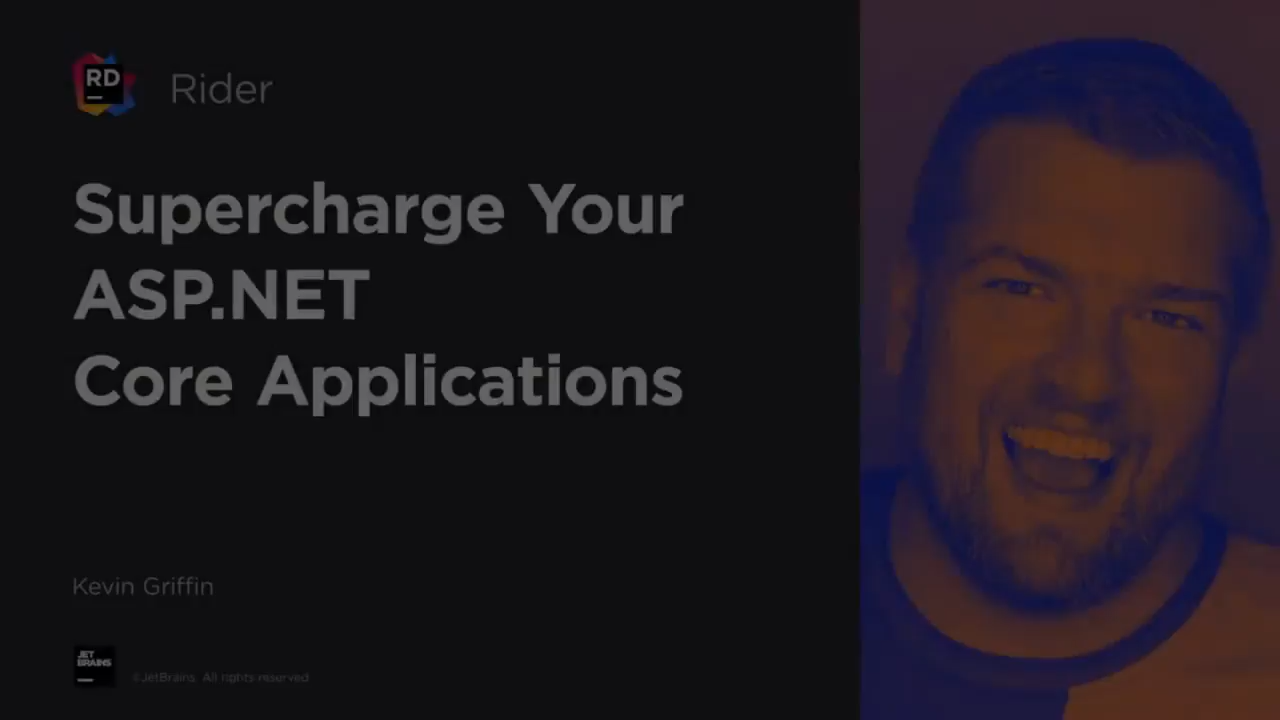 RD
Rider
Supercharge Your
ASP.NET
Core Applications
Kevin Griffin
JET
BRAINS
©JetBrains. All rights reserved